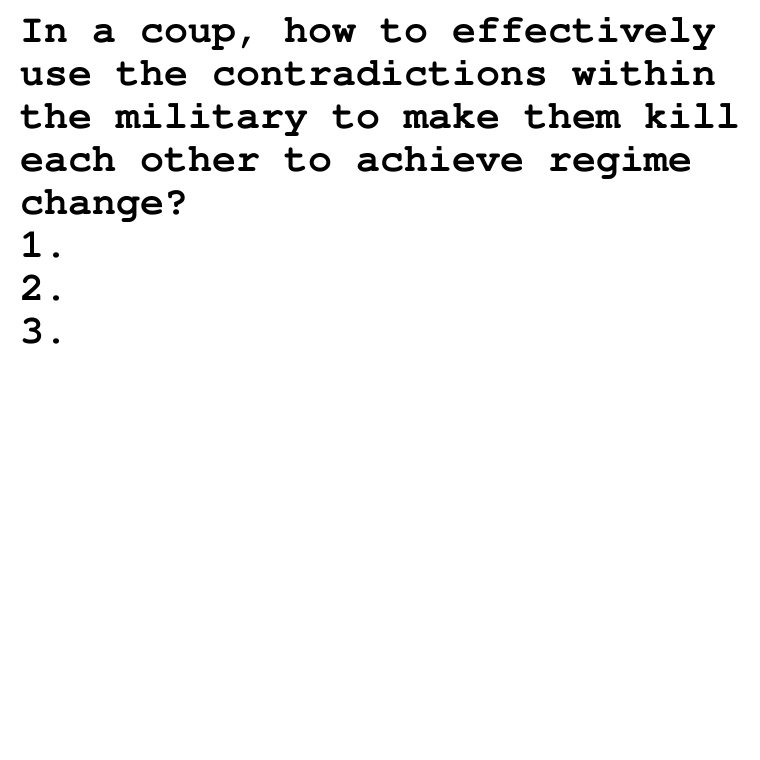 In a coup, how to effectively
use the contradictions within
the military to make them kill
each other to achieve regime
change?
1.
2.
3.